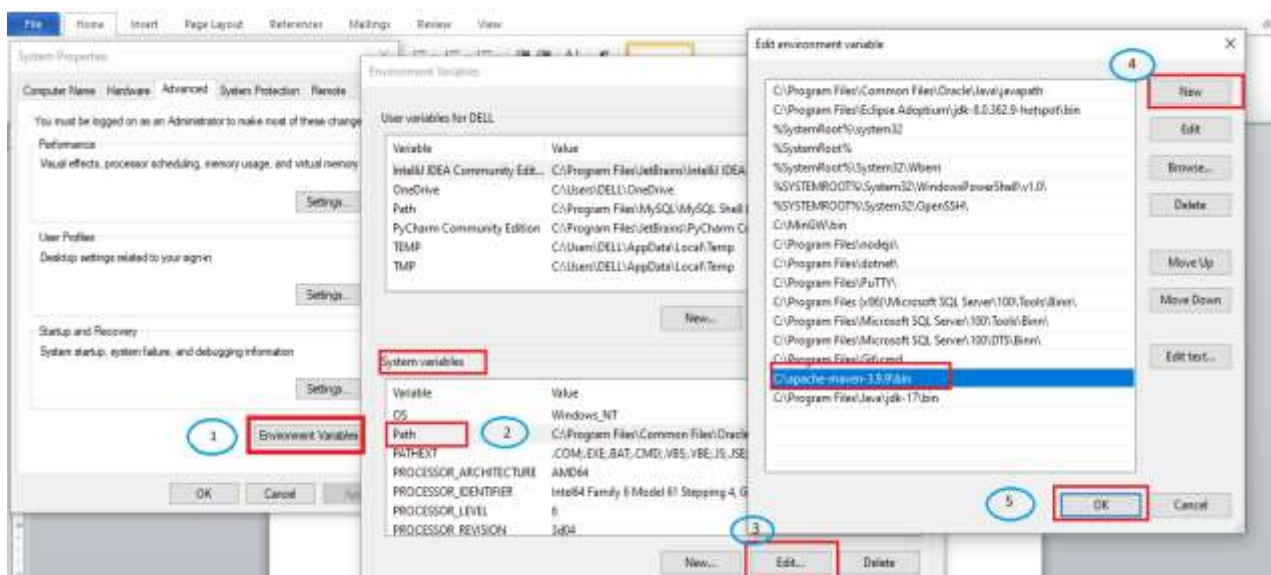 File Home Insert Page Layout References Mailings Review View
System Properties
Computer Name Hardware Advanced System Protection Remote
You must be logged on as an Administrator to make most of these change
Performance
Visual effects, processor scheduling, memory usage, and virtual memory
Settings...
User Profiles
Desktop settings related to your sign-in
Settings...
Startup and Recovery
System startup, system failure, and debugging information
Settings...
1
Environment Variables
OK Cancel
Environment Variables
User variables for DELL
Variable Value
IntelliJ IDEA Community Edit... C:\Program Files\JetBrains\IntelliJ IDEA
OneDrive C:\Users\DELL\OneDrive
Path C:\Program Files\MySQL\MySQL Shell
PyCharm Community Edition C:\Program Files\JetBrains\PyCharm C
TEMP C:\Users\DELL\AppData\Local\Temp
TMP C:\Users\DELL\AppData\Local\Temp
New...
System variables
Variable Value
OS Windows_NT
Path 2 C:\Program Files\Common Files\Oracle
PATHEXT .COM;.EXE;.BAT;.CMD;.VBS;.VBE;.JS;.JSE;
PROCESSOR_ARCHITECTURE AMD64
PROCESSOR_IDENTIFIER Intel64 Family 6 Model 61 Stepping 4, G
PROCESSOR_LEVEL 6
PROCESSOR_REVISION 3d04
3
New... Edit... Delete
Edit environment variable
4
C:\Program Files\Common Files\Oracle\Java\javapath
C:\Program Files\Eclipse Adoptium\jdk-8.0.362.9-hotspot\bin
%SystemRoot%\system32
%SystemRoot%
%SystemRoot%\System32\Wbem
%SYSTEMROOT%\System32\WindowsPowerShell\v1.0\
%SYSTEMROOT%\System32\OpenSSH\
C:\MinGW\bin
C:\Program Files\nodejs\
C:\Program Files\dotnet\
C:\Program Files\PuTTY\
C:\Program Files (x86)\Microsoft SQL Server\100\Tools\Binn\
C:\Program Files\Microsoft SQL Server\100\Tools\Binn\
C:\Program Files\Microsoft SQL Server\100\DTS\Binn\
C:\Program Files\Git\cmd
C:\apache-maven-3.9.9\bin
C:\Program Files\Java\jdk-17\bin
New
Edit
Browse...
Delete
Move Up
Move Down
Edit text...
5
OK Cancel